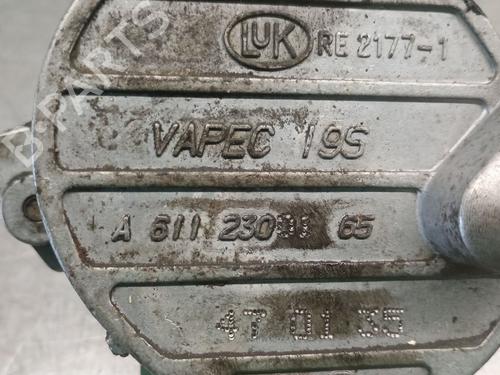 B-PARTS
LUK RE 2177-1
VAPEC 19S
A 611 230 65
47 01 35